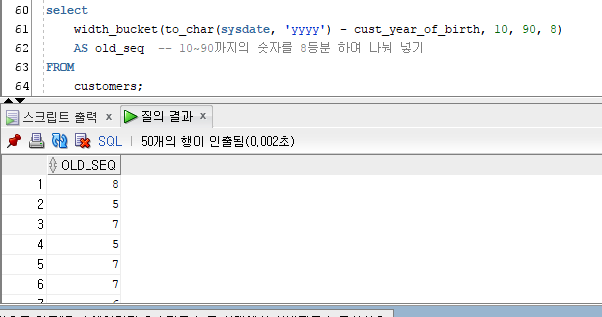 60 select
61 width_bucket(to_char(sysdate, 'yyyy') - cust_year_of_birth, 10, 90, 8)
62 AS old_seq -- 10~90까지의 숫자를 8등분 하여 나눠 넣기
63 FROM
64 customers;
스크립트 출력 x 질의 결과 x
SQL | 50개의 행이 인출됨(0,002초)
OLD_SEQ
1 8
2 5
3 7
4 5
5 7
6 7